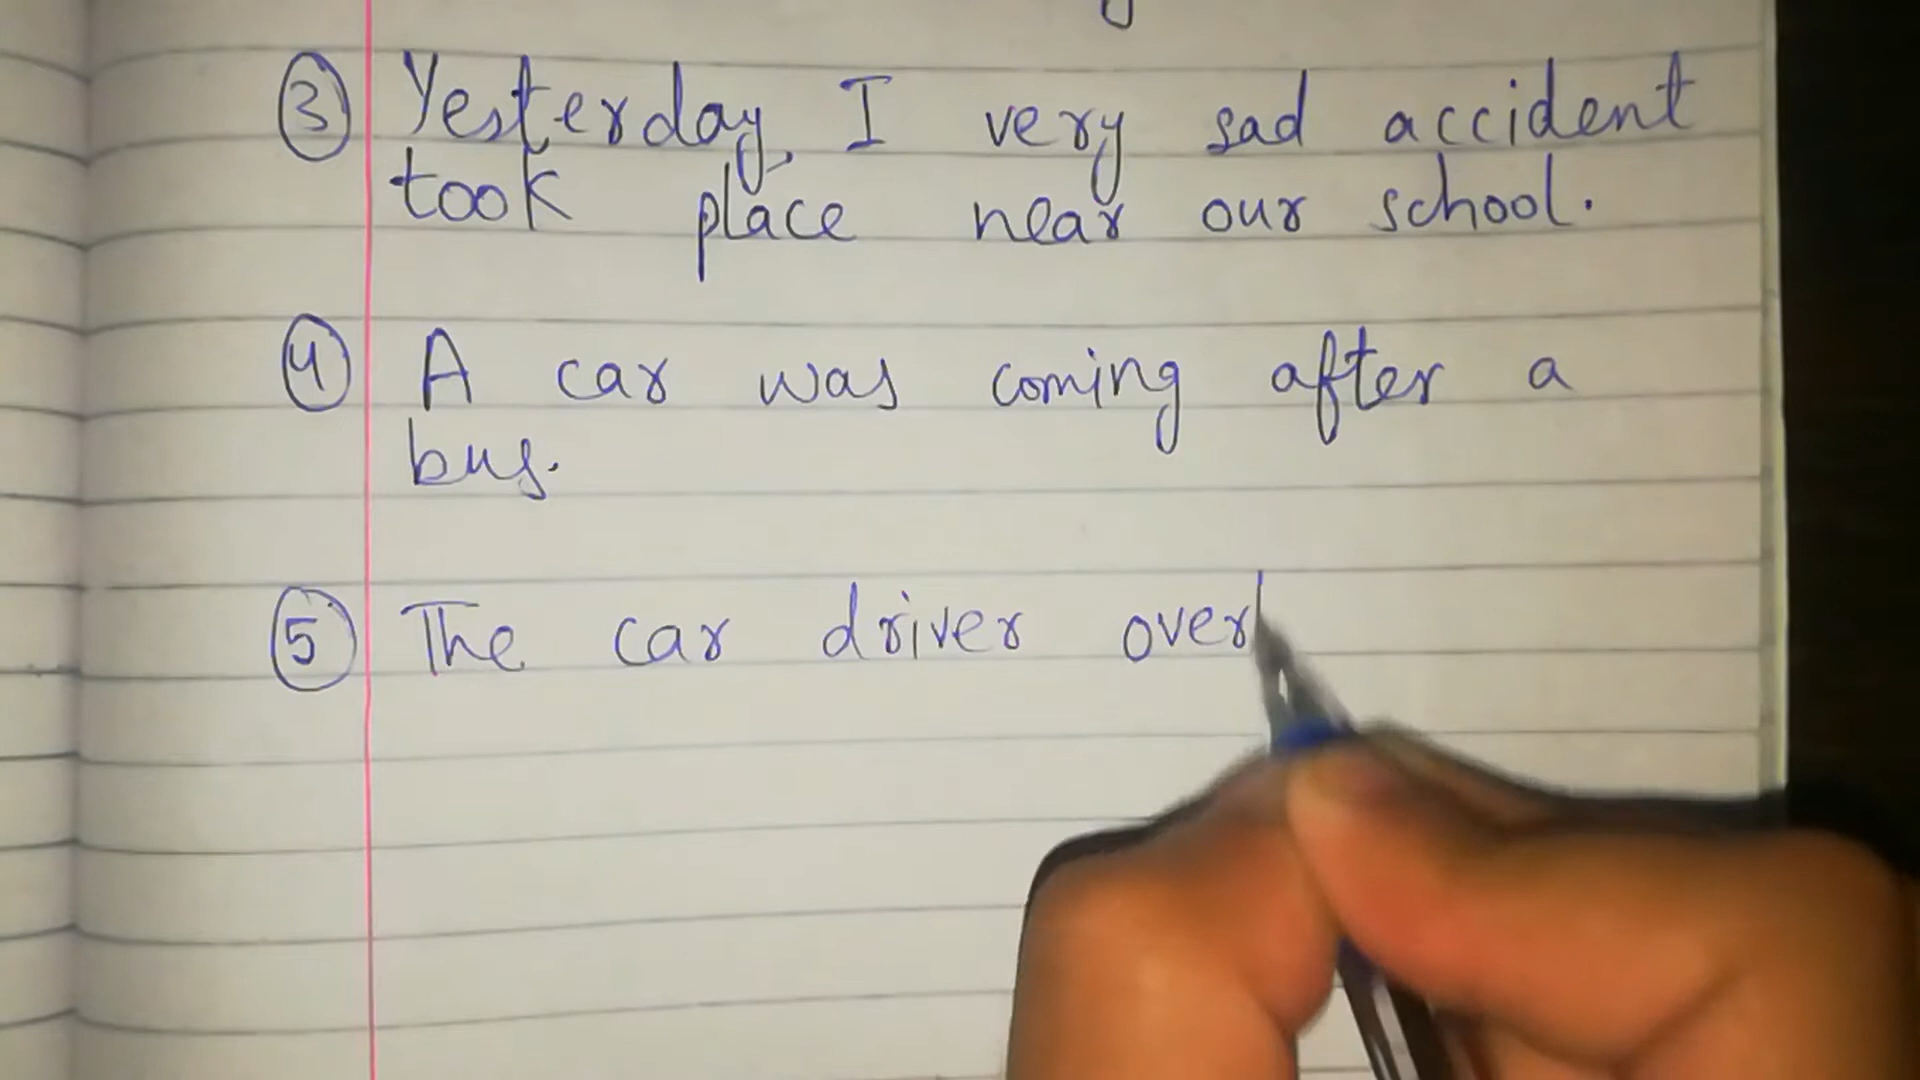 3 Yesterday, I very sad accident
took place near our school.
4 A car was coming after a
bus.
5 The car driver over